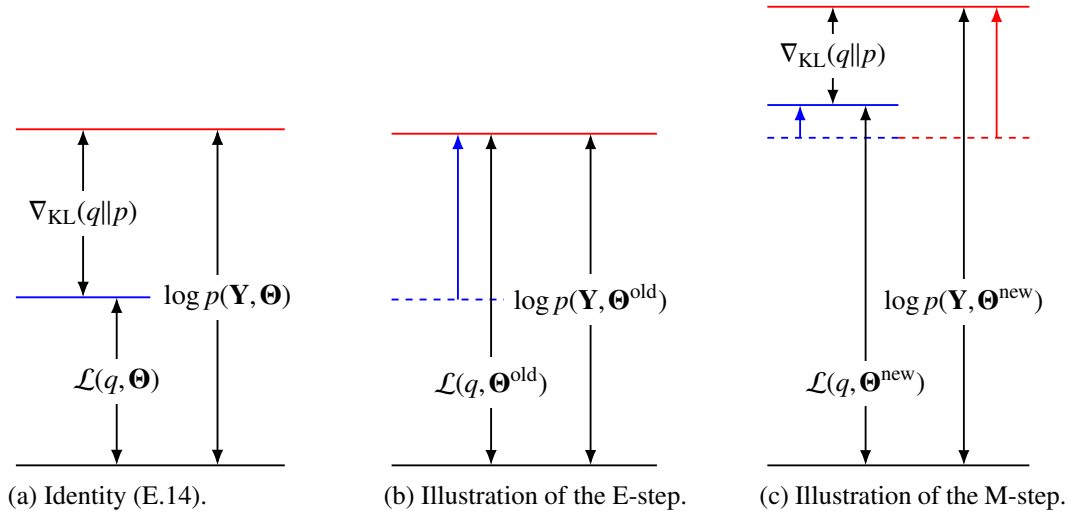 ∇KL(q||p)
log p(Y, Θ)
L(q, Θ)
(a) Identity (E.14).
log p(Y, Θ^old)
L(q, Θ^old)
(b) Illustration of the E-step.
∇KL(q||p)
log p(Y, Θ^new)
L(q, Θ^new)
(c) Illustration of the M-step.